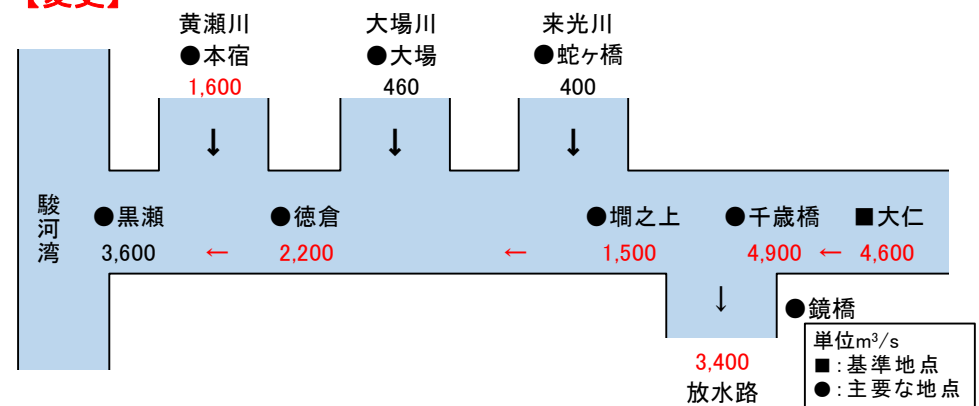 【変更】
黄瀬川
●本宿
1,600
大場川
●大場
460
来光川
●蛇ヶ橋
400
↓
↓
↓
駿河湾
●黒瀬
●徳倉
●墹之上
●千歳橋
■大仁
3,600
←
2,200
←
1,500
4,900
←
4,600
↓
●鏡橋
3,400
放水路
単位m³/s
■:基準地点
●:主要な地点